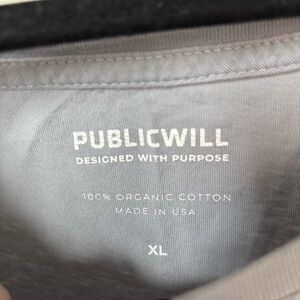 PUBLICWILL
DESIGNED WITH PURPOSE
100% ORGANIC COTTON
MADE IN USA
XL